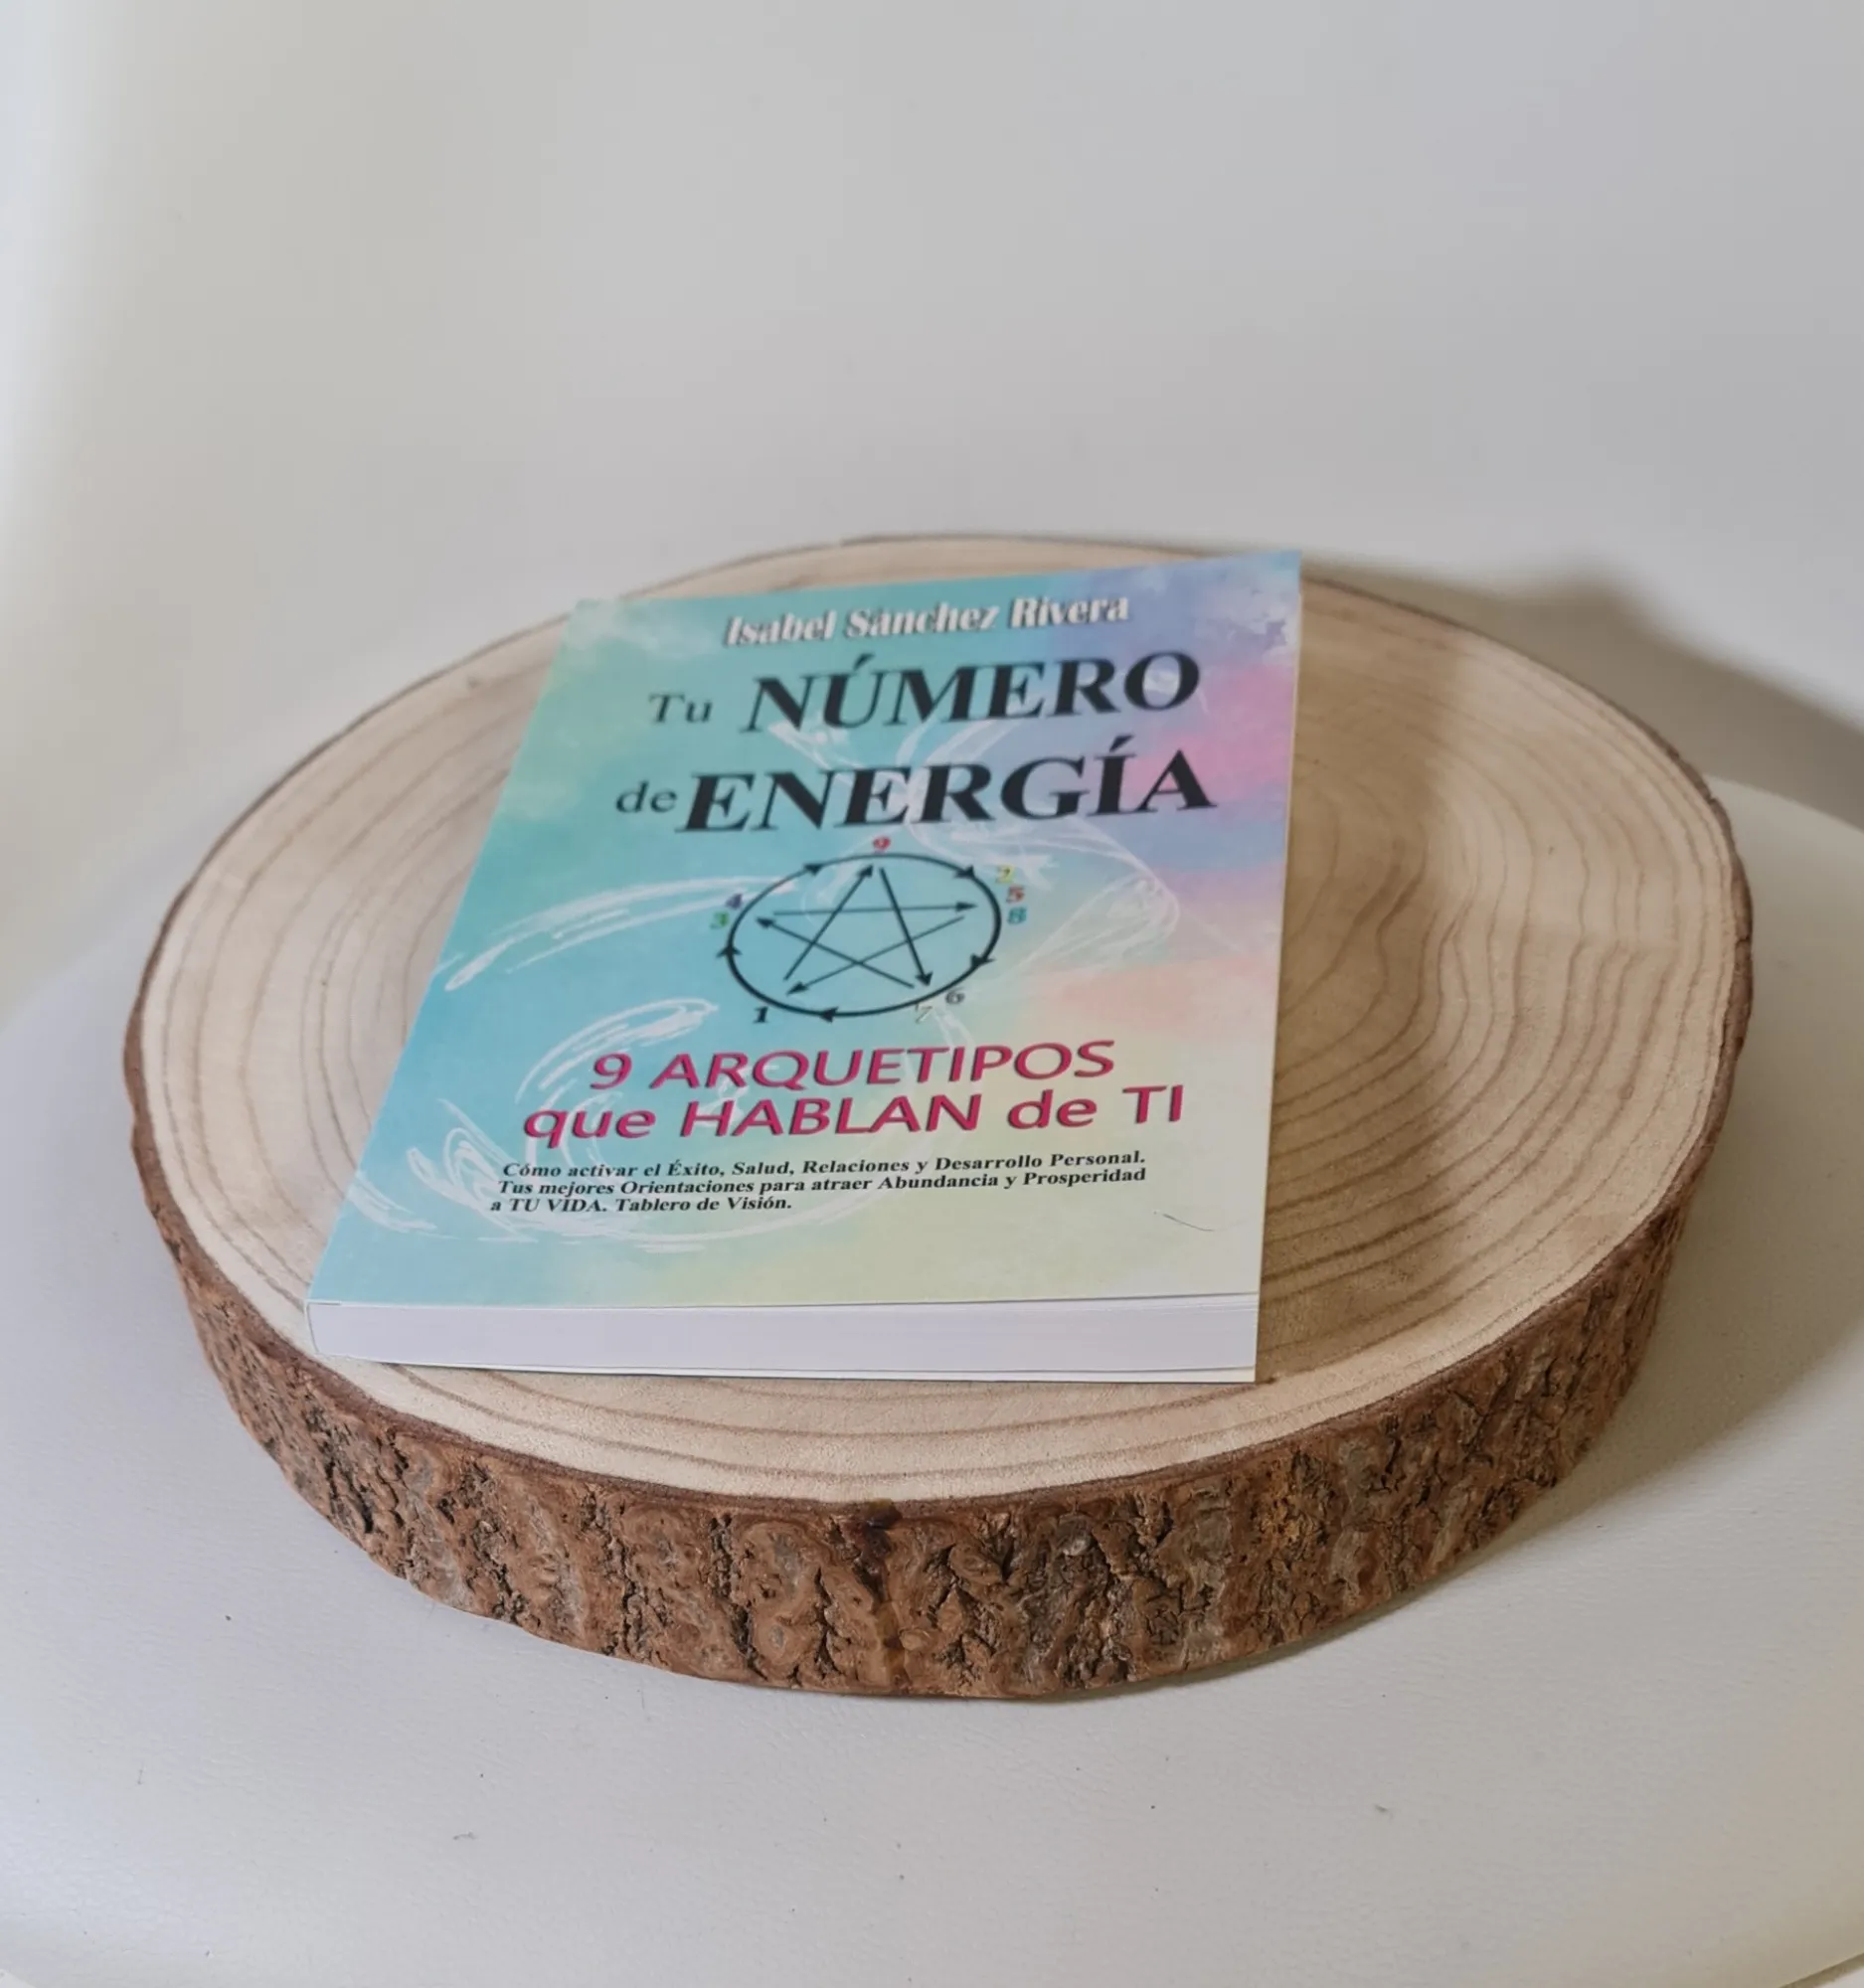 Isabel Sánchez Rivera
Tu NÚMERO
de ENERGÍA
9
4
2
3
5
8
6
1
7
9 ARQUETIPOS
que HABLAN de TI
Cómo activar el Éxito, Salud, Relaciones y Desarrollo Personal.
Tus mejores Orientaciones para atraer Abundancia y Prosperidad
a TU VIDA. Tablero de Visión.